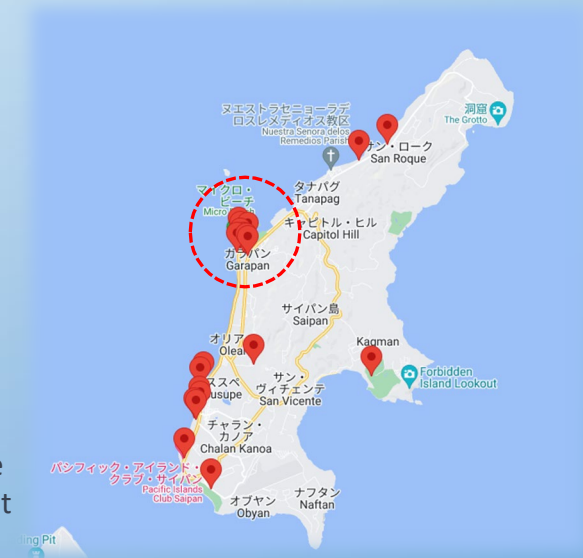 ヌエストラセニョーラデ
ロスレメディオス教区
Nuestra Senora delos
Remedios Parish
洞窟
The Grotto
サン・ローク
San Roque
マイクロ・
ビーチ
Micro
タナパグ
Tanapag
キャピトル・ヒル
Capitol Hill
ガラパン
Garapan
サイパン島
Saipan
オリア
Olea
Kagman
Forbidden
Island Lookout
ススペ
usupe
サン・
ヴィチェンテ
San Vicente
チャラン・
カノア
Chalan Kanoa
パシフィック・アイランド・
クラブ・サイパン
Pacific Islands
Club Saipan
オブヤン
Obyan
ナフタン
Naftan
ing Pit
e
t